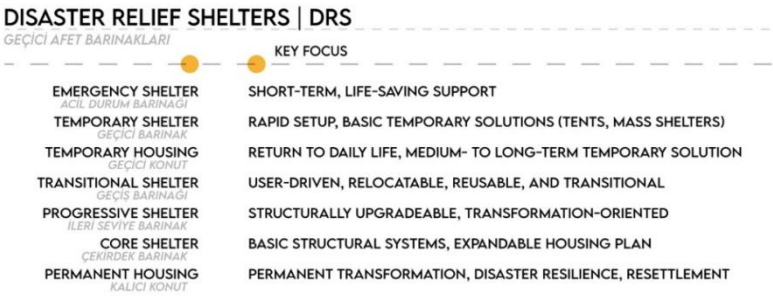 DISASTER RELIEF SHELTERS | DRS
GEÇİCİ AFET BARINAKLARI
KEY FOCUS
EMERGENCY SHELTER SHORT-TERM, LIFE-SAVING SUPPORT
ACİL DURUM BARINAĞI
TEMPORARY SHELTER RAPID SETUP, BASIC TEMPORARY SOLUTIONS (TENTS, MASS SHELTERS)
GEÇİCİ BARINAK
TEMPORARY HOUSING RETURN TO DAILY LIFE, MEDIUM- TO LONG-TERM TEMPORARY SOLUTION
GEÇİCİ KONUT
TRANSITIONAL SHELTER USER-DRIVEN, RELOCATABLE, REUSABLE, AND TRANSITIONAL
GEÇİŞ BARINAĞI
PROGRESSIVE SHELTER STRUCTURALLY UPGRADEABLE, TRANSFORMATION-ORIENTED
İLERİ SEVİYE BARINAK
CORE SHELTER BASIC STRUCTURAL SYSTEMS, EXPANDABLE HOUSING PLAN
ÇEKİRDEK BARINAK
PERMANENT HOUSING PERMANENT TRANSFORMATION, DISASTER RESILIENCE, RESETTLEMENT
KALICI KONUT